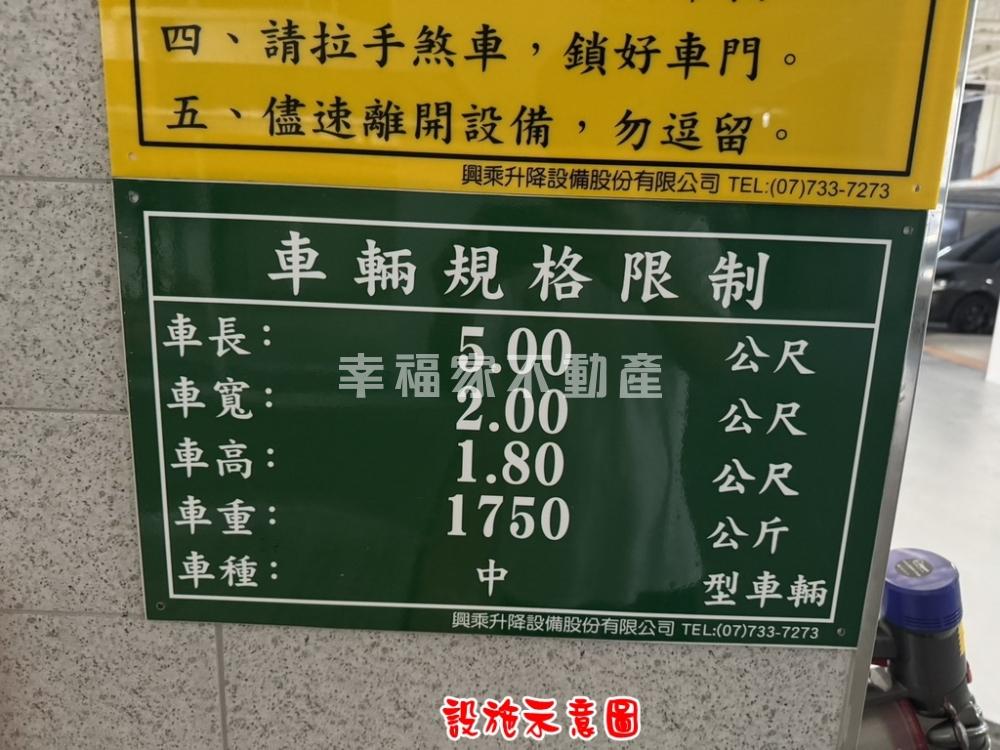 四、請拉手煞車，鎖好車門。
五、儘速離開設備，勿逗留。
興乘升降設備股份有限公司 TEL:(07)733-7273
車輛規格限制
車長： 5.00 公尺
車寬： 2.00 公尺
車高： 1.80 公尺
車重： 1750 公斤
車種： 中 型車輛
興乘升降設備股份有限公司 TEL:(07)733-7273
幸福家不動產
設施示意圖